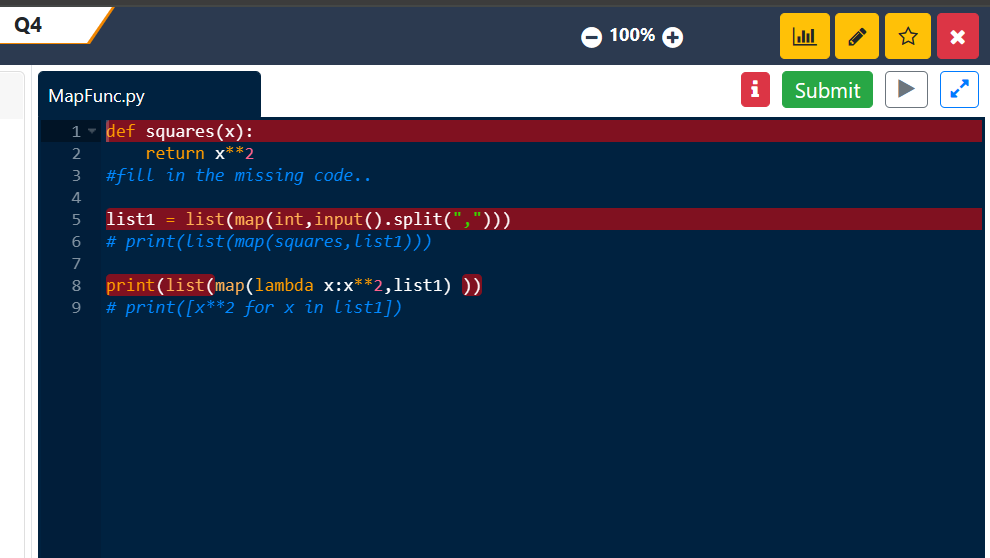 Q4
100%
MapFunc.py
Submit
1 def squares(x):
2     return x**2
3 #fill in the missing code..
4
5 list1 = list(map(int,input().split(",")))
6 # print(list(map(squares,list1)))
7
8 print(list(map(lambda x:x**2,list1) ))
9 # print([x**2 for x in list1])